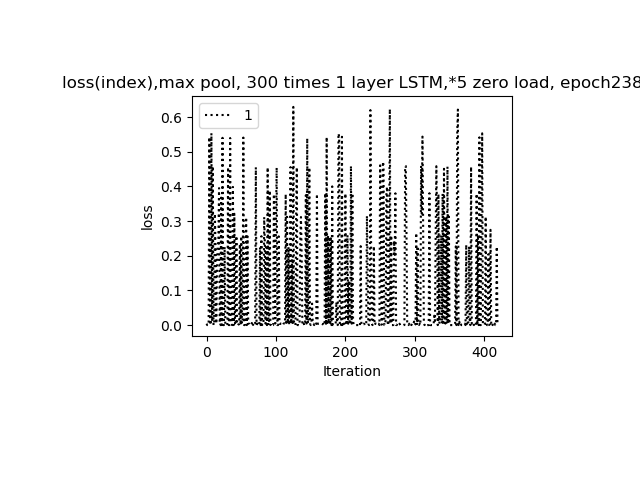 loss(index),max pool, 300 times 1 layer LSTM,*5 zero load, epoch238
1
0.6
0.5
0.4
0.3
0.2
0.1
0.0
loss
0 100 200 300 400
Iteration